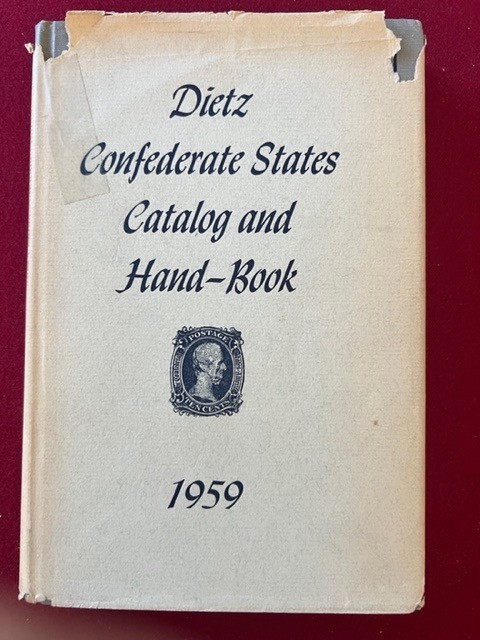 Dietz
Confederate States
Catalog and
Hand-Book
POSTAGE
TEN CENTS
1959